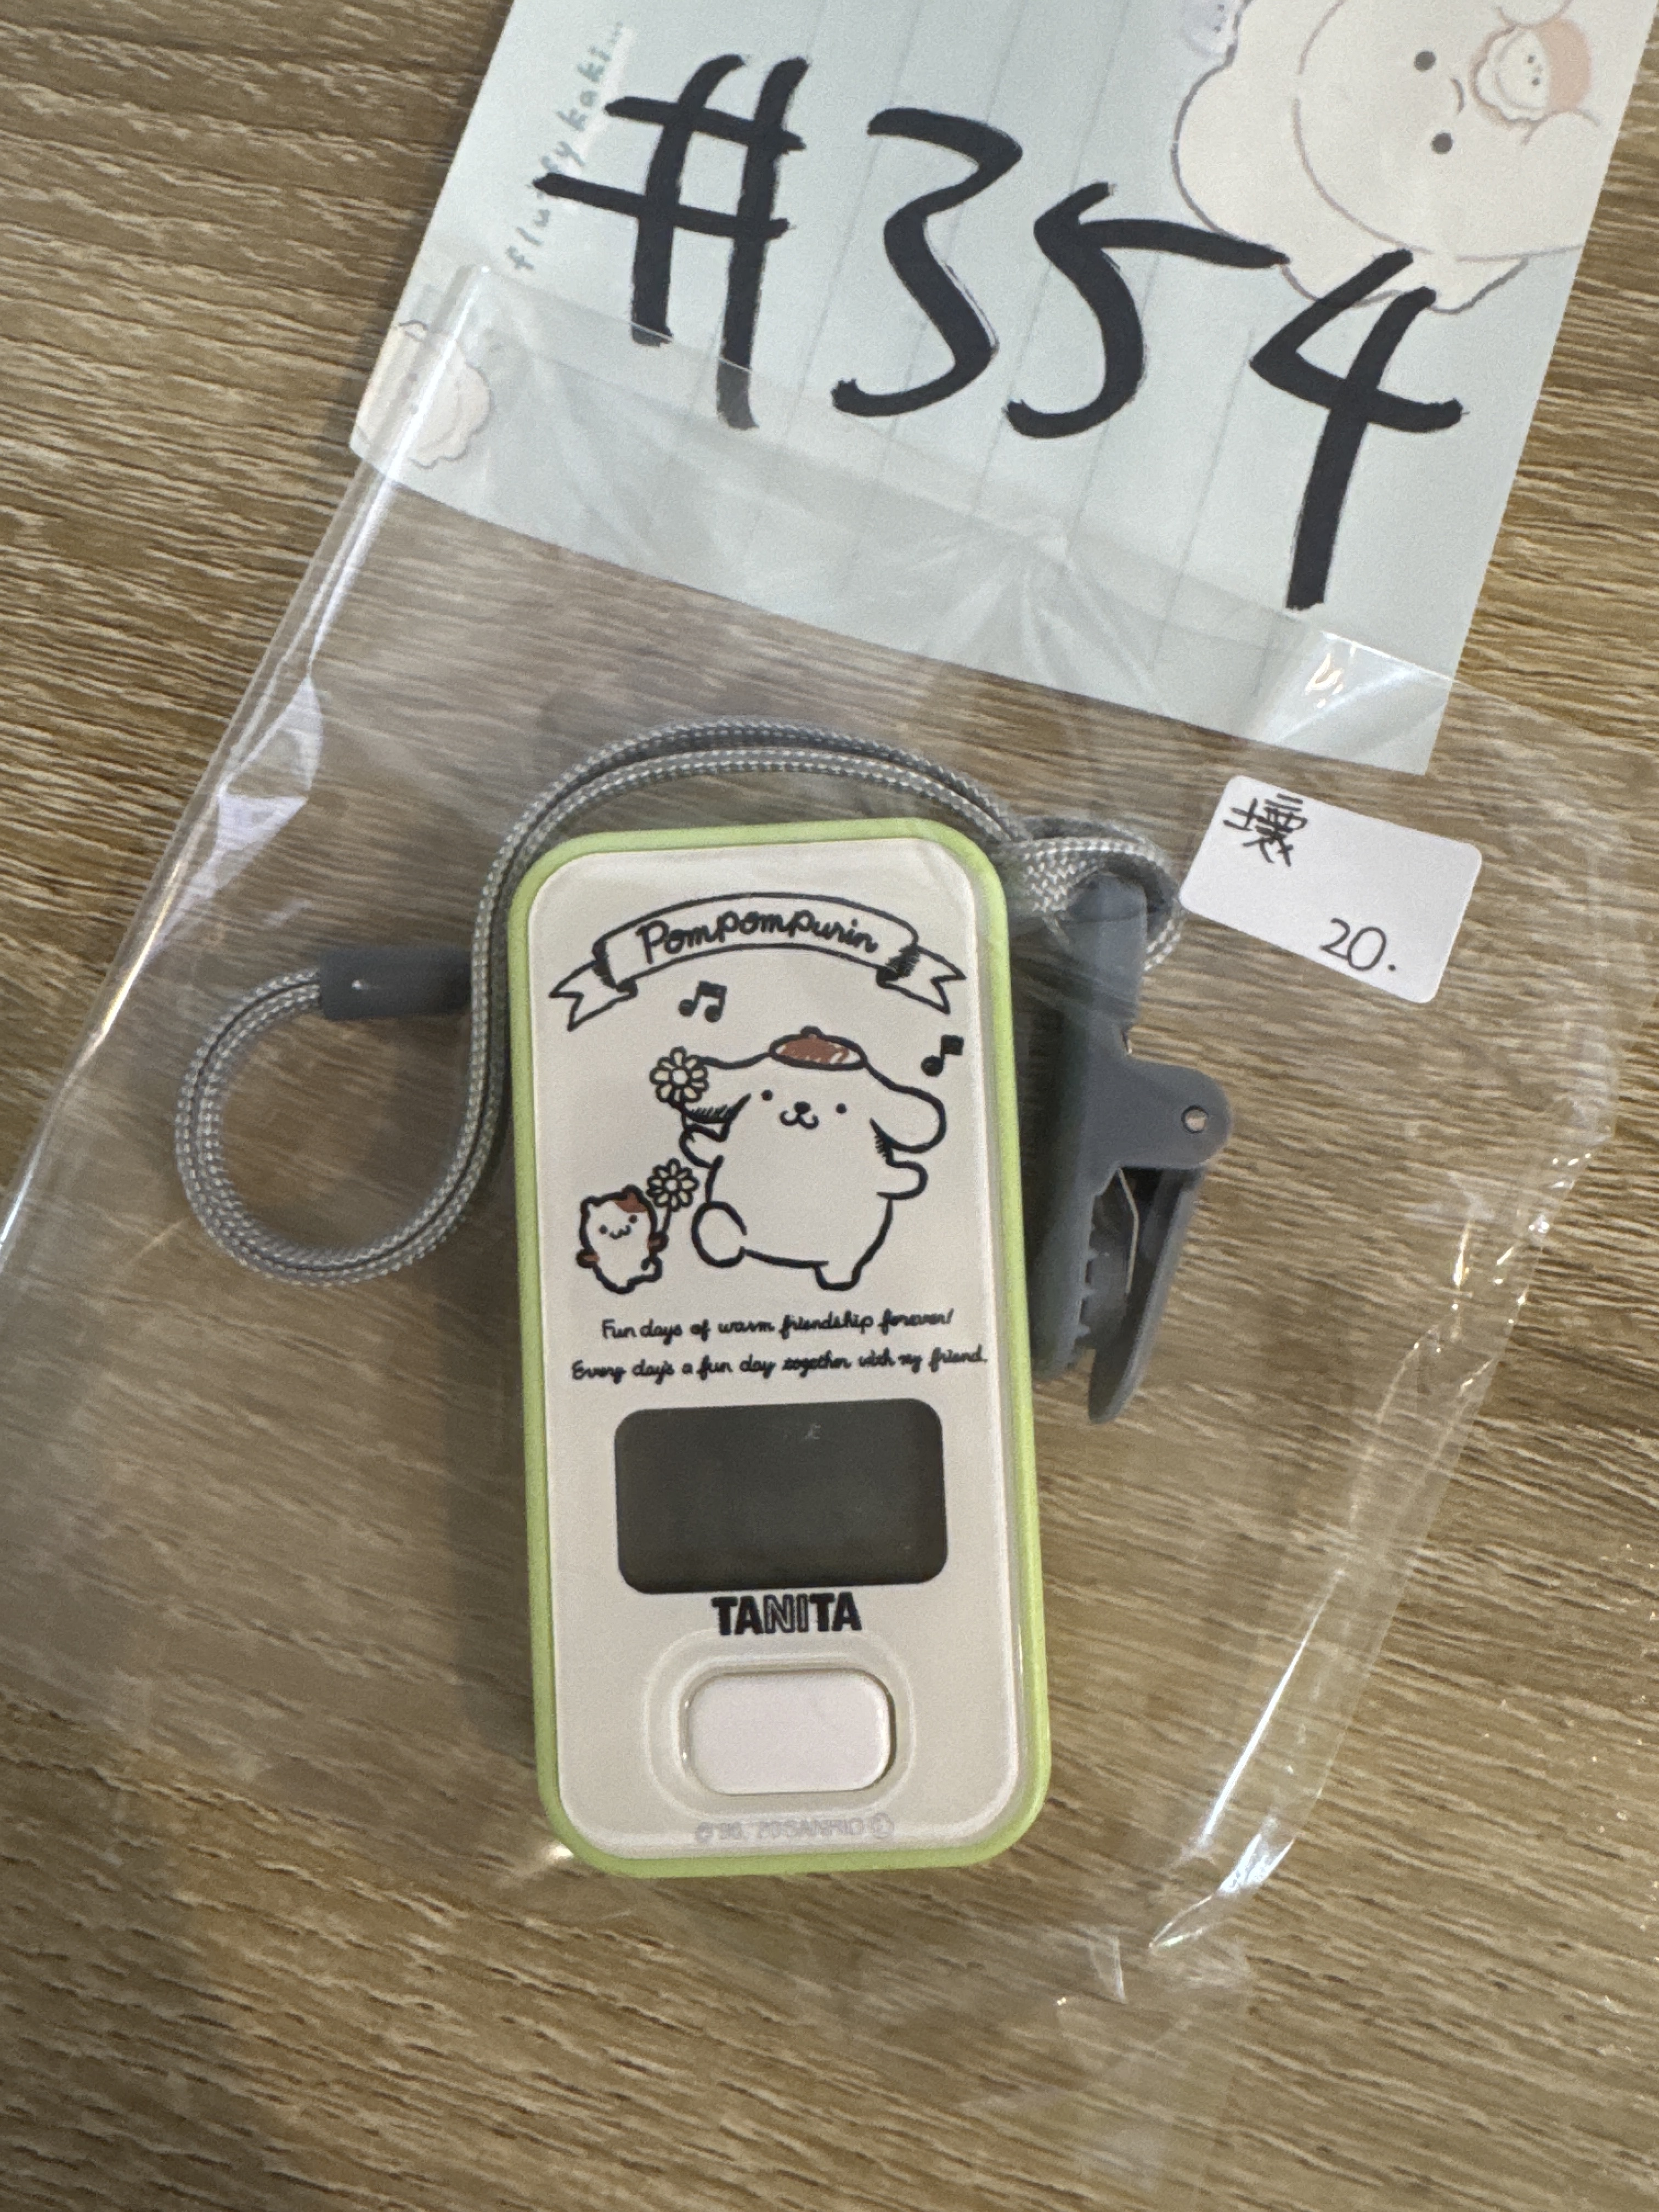 fluffy kaki...
#354
壞
20.
Pompompurin
Fun days of warm friendship forever!
Every day's a fun day together with my friend.
TANITA
SANRIO